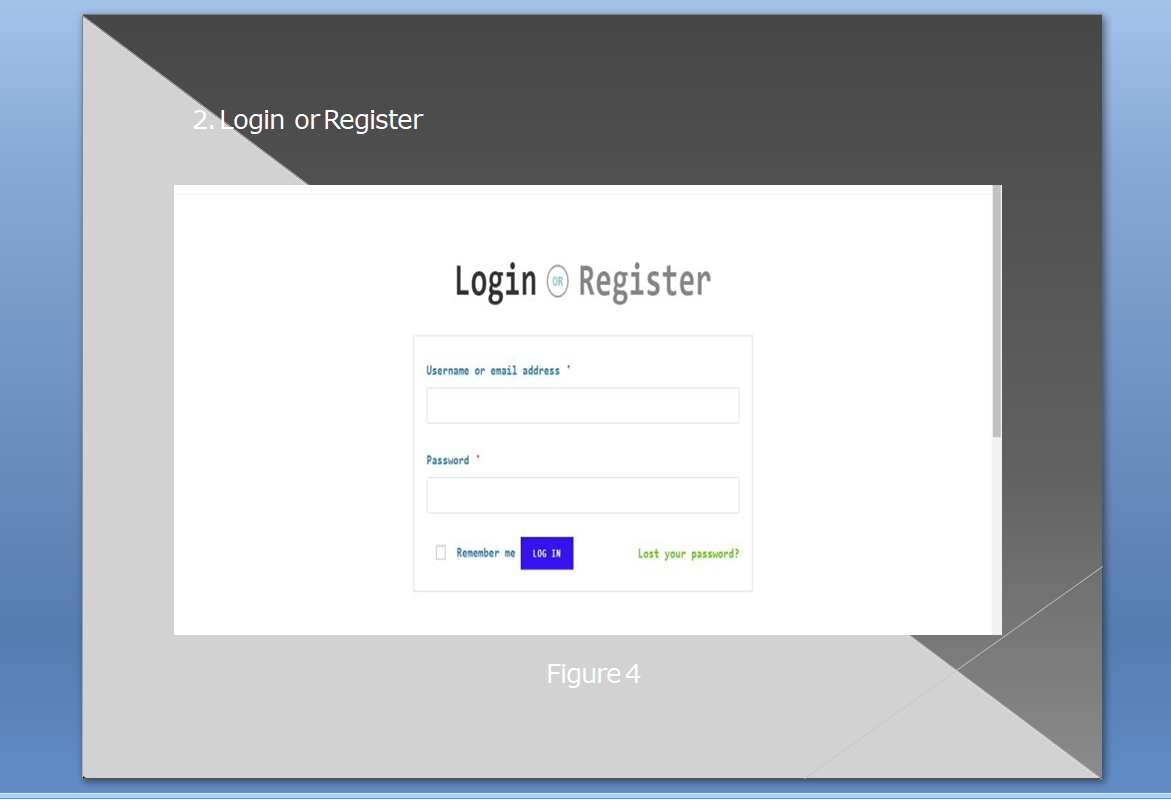 2. Login or Register
Login OR Register
Username or email address *
Password *
Remember me LOG IN Lost your password?
Figure 4